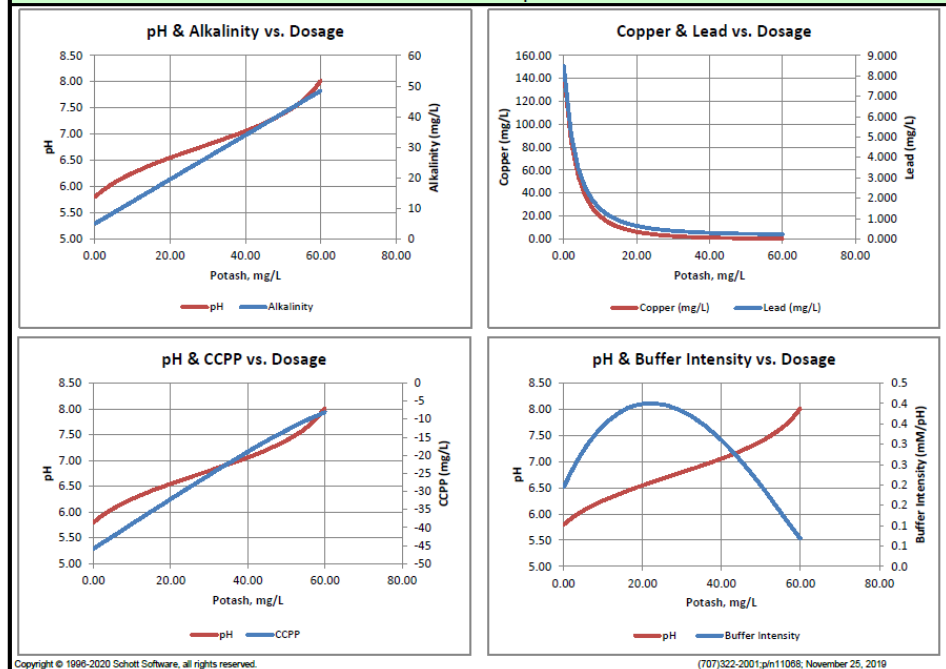 pH & Alkalinity vs. Dosage
8.50 60
8.00 50
7.50 40
7.00
6.50 30
6.00 20
5.50 10
5.00 0
pH
Alkalinity (mg/L)
0.00 20.00 40.00 60.00 80.00
Potash, mg/L
pH Alkalinity
Copper & Lead vs. Dosage
160.00 9.000
140.00 8.000
120.00 7.000
100.00 6.000
80.00 5.000
60.00 4.000
40.00 3.000
20.00 2.000
0.00 1.000
0.000
Copper (mg/L)
Lead (mg/L)
0.00 20.00 40.00 60.00 80.00
Potash, mg/L
Copper (mg/L) Lead (mg/L)
pH & CCPP vs. Dosage
8.50 0
8.00 -5
7.50 -10
7.00 -15
6.50 -20
6.00 -25
5.50 -30
5.00 -35
-40
-45
-50
pH
CCPP (mg/L)
0.00 20.00 40.00 60.00 80.00
Potash, mg/L
pH CCPP
pH & Buffer Intensity vs. Dosage
8.50 0.5
8.00 0.4
7.50 0.4
7.00 0.3
6.50 0.3
6.00 0.2
5.50 0.2
5.00 0.1
0.1
0.0
pH
Buffer Intensity (mM/pH)
0.00 20.00 40.00 60.00 80.00
Potash, mg/L
pH Buffer Intensity
Copyright © 1996-2020 Schott Software, all rights reserved.
(707)322-2001;p/n11068; November 25, 2019